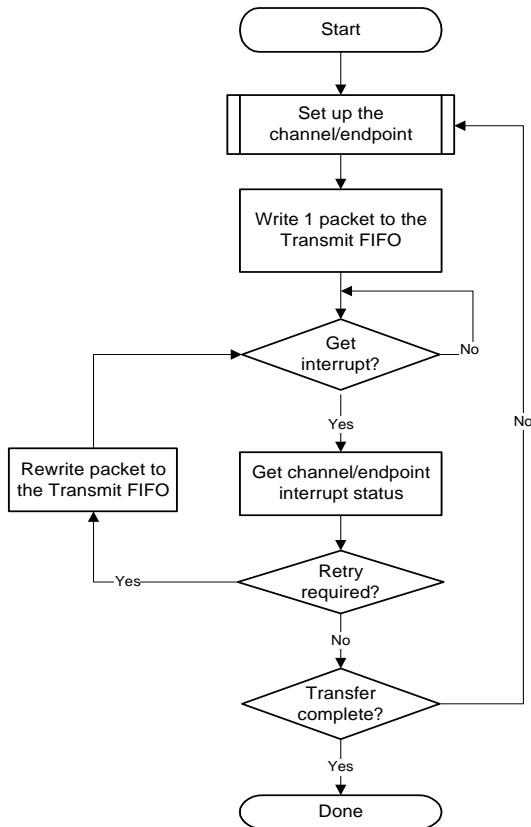 Start
Set up the
channel/endpoint
Write 1 packet to the
Transmit FIFO
Get
interrupt?
No
Yes
Rewrite packet to
the Transmit FIFO
Get channel/endpoint
interrupt status
Retry
required?
Yes
No
Transfer
complete?
No
Yes
Done